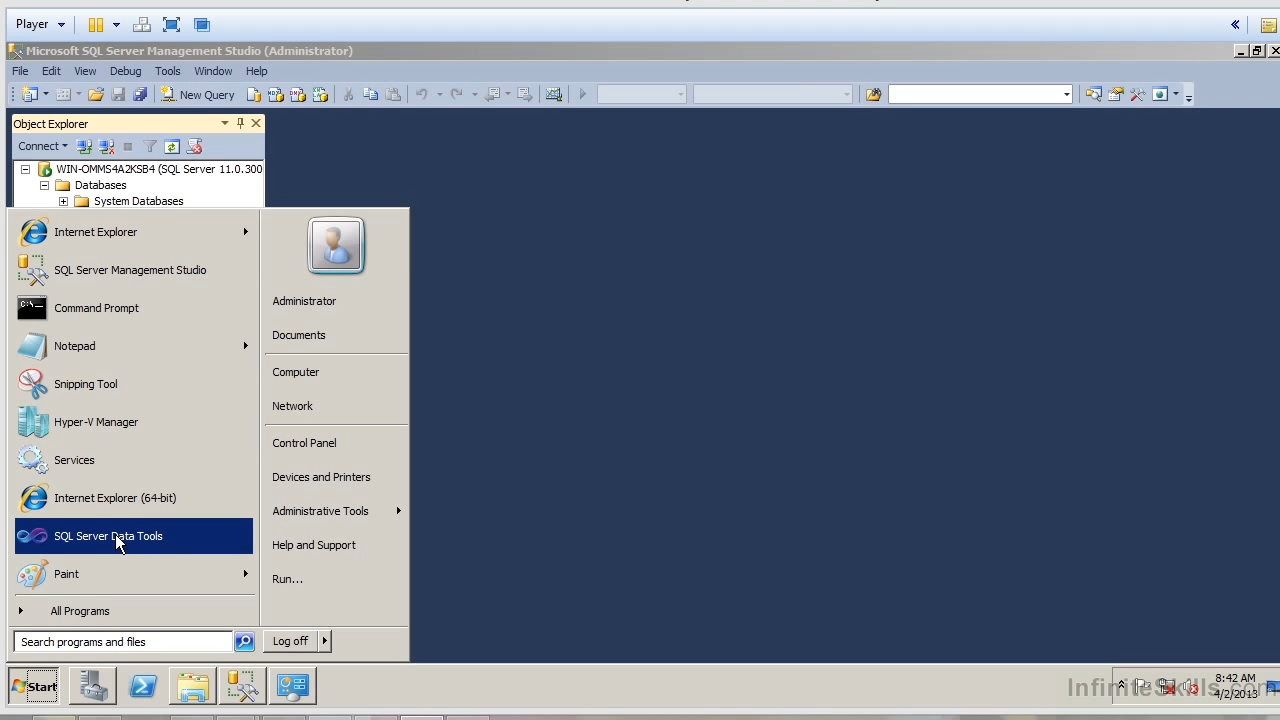 Player
Microsoft SQL Server Management Studio (Administrator)
File Edit View Debug Tools Window Help
New Query
Object Explorer
Connect
WIN-OMMS4A2KSB4 (SQL Server 11.0.300
Databases
System Databases
Internet Explorer
SQL Server Management Studio
Command Prompt
Notepad
Snipping Tool
Hyper-V Manager
Services
Internet Explorer (64-bit)
SQL Server Data Tools
Paint
All Programs
Search programs and files
Administrator
Documents
Computer
Network
Control Panel
Devices and Printers
Administrative Tools
Help and Support
Run...
Log off
Start
8:42 AM
4/2/2013
InfiniteSkills.com